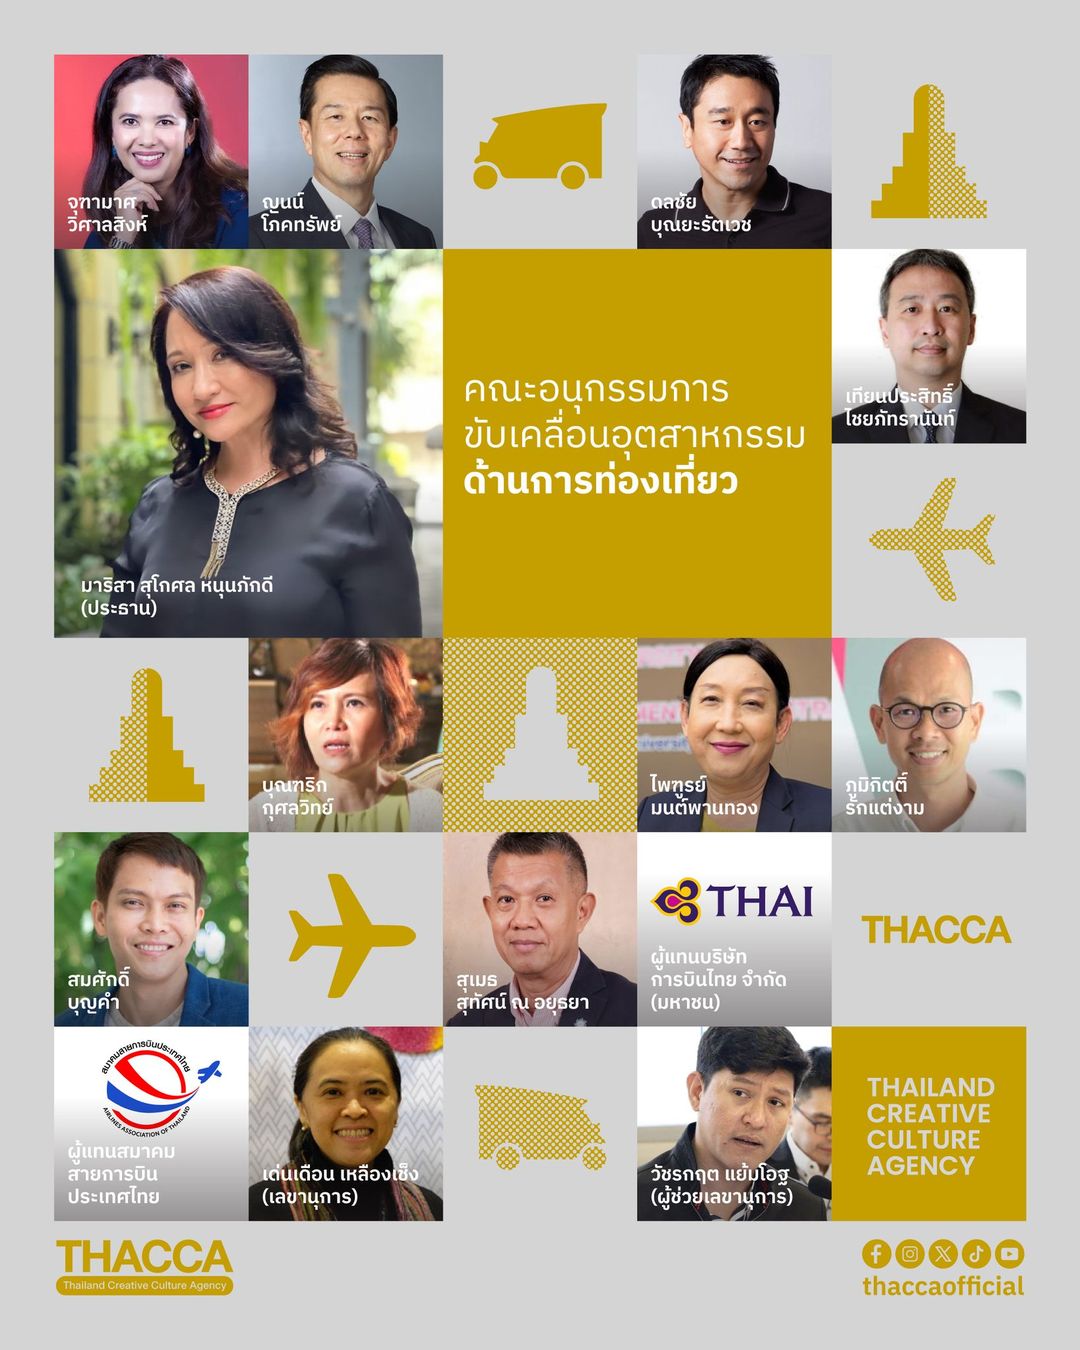 จุฑามาศ
วิศาลสิงห์
ญนน์
โภคทรัพย์
ดลชัย
บุณยะรัตเวช
มาริสา สุโกศล หนุนภักดี
(ประธาน)
คณะอนุกรรมการ
ขับเคลื่อนอุตสาหกรรม
ด้านการท่องเที่ยว
เทียนประสิทธิ์
ไชยภัทรานันท์
บุณฑริก
กุศลวิทย์
ไพฑูรย์
มนต์พานทอง
ภูมิกิตติ์
รักแต่งาม
สมศักดิ์
บุญคำ
สุเมธ
สุทัศน์ ณ อยุธยา
THAI
ผู้แทนบริษัท
การบินไทย จำกัด
(มหาชน)
THACCA
สมาคมสายการบินประเทศไทย
AIRLINES ASSOCIATION OF THAILAND
ผู้แทนสมาคม
สายการบิน
ประเทศไทย
เด่นเดือน เหลืองเช็ง
(เลขานุการ)
วัชรกฤต แย้มโอฐ
(ผู้ช่วยเลขานุการ)
THAILAND
CREATIVE
CULTURE
AGENCY
THACCA
Thailand Creative Culture Agency
thaccaofficial